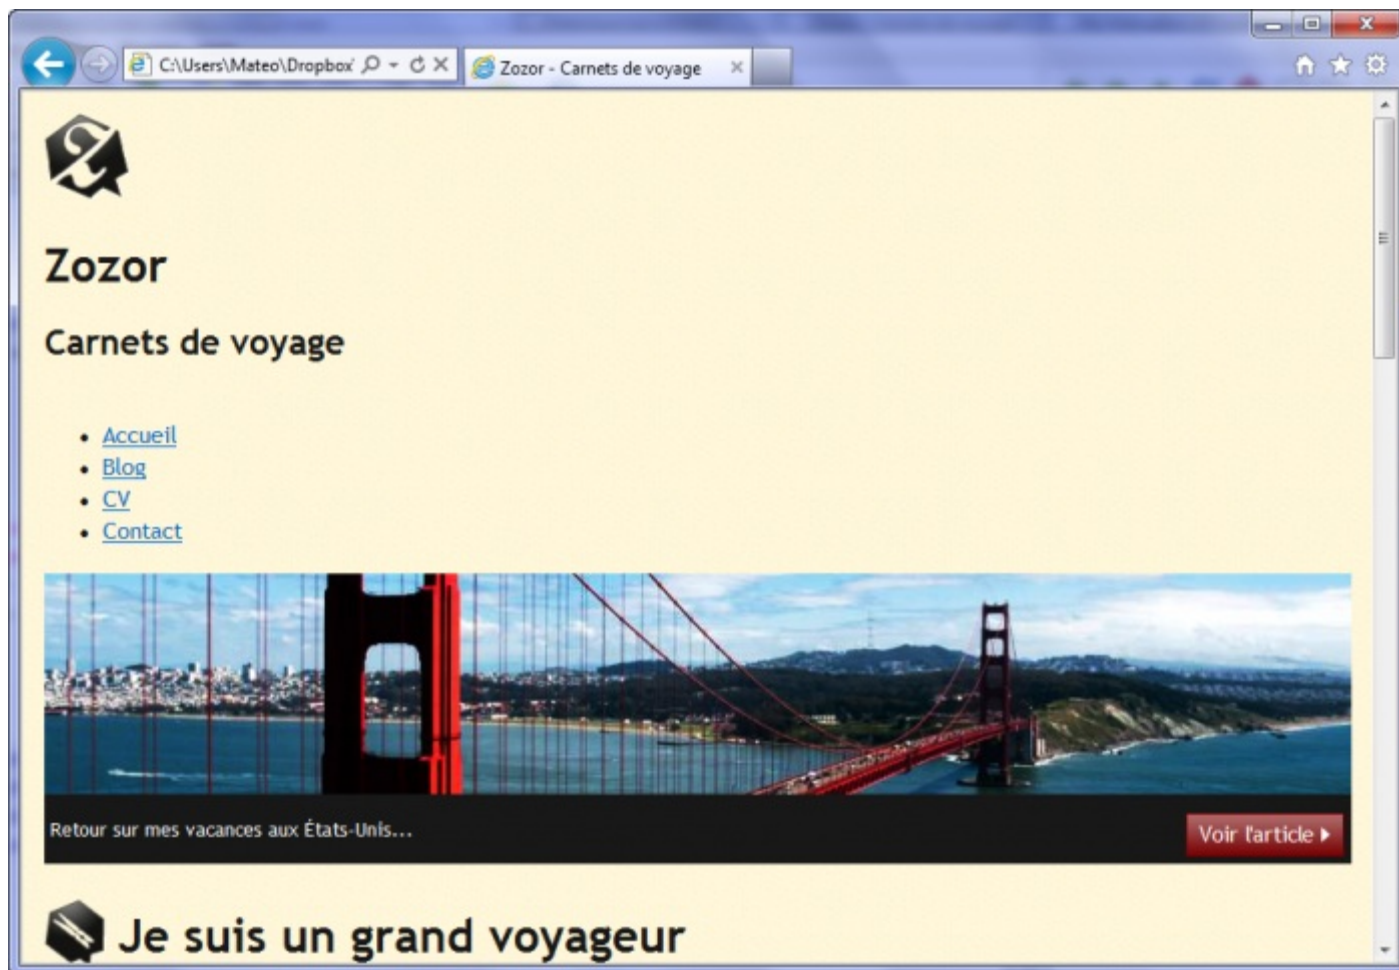 C:\Users\Mateo\Dropbox
Zozor - Carnets de voyage
Zozor
Carnets de voyage
Accueil
Blog
CV
Contact
Retour sur mes vacances aux États-Unis...
Voir l'article
Je suis un grand voyageur